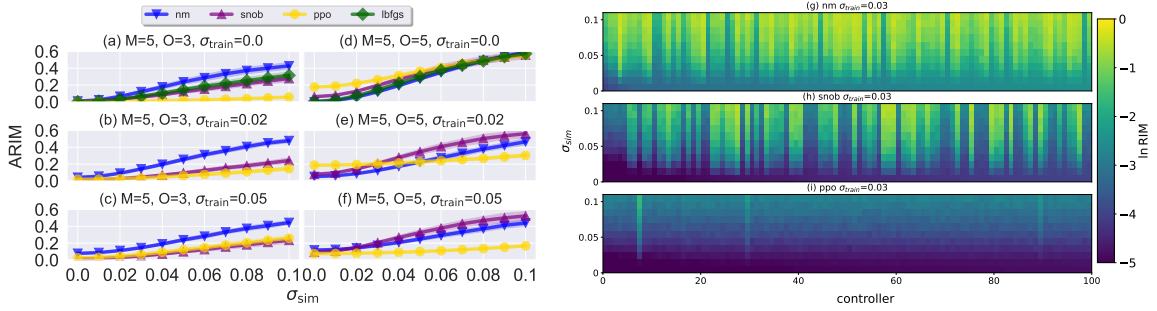 nm snob ppo lbfgs
(a) M=5, O=3, σtrain=0.0
(d) M=5, O=5, σtrain=0.0
0.6
0.4
0.2
0.0
(b) M=5, O=3, σtrain=0.02
(e) M=5, O=5, σtrain=0.02
ARIM
0.6
0.4
0.2
0.0
(c) M=5, O=3, σtrain=0.05
(f) M=5, O=5, σtrain=0.05
0.6
0.4
0.2
0.0
0.0 0.02 0.04 0.06 0.08 0.1 0.0 0.02 0.04 0.06 0.08 0.1
σsim
(g) nm σtrain=0.03
0.10
0.05
0
(h) snob σtrain=0.03
σsim
0.10
0.05
0
(i) ppo σtrain=0.03
0.10
0.05
0
0 20 40 60 80 100
controller
0
−1
−2
−3
−4
−5
ln RIM